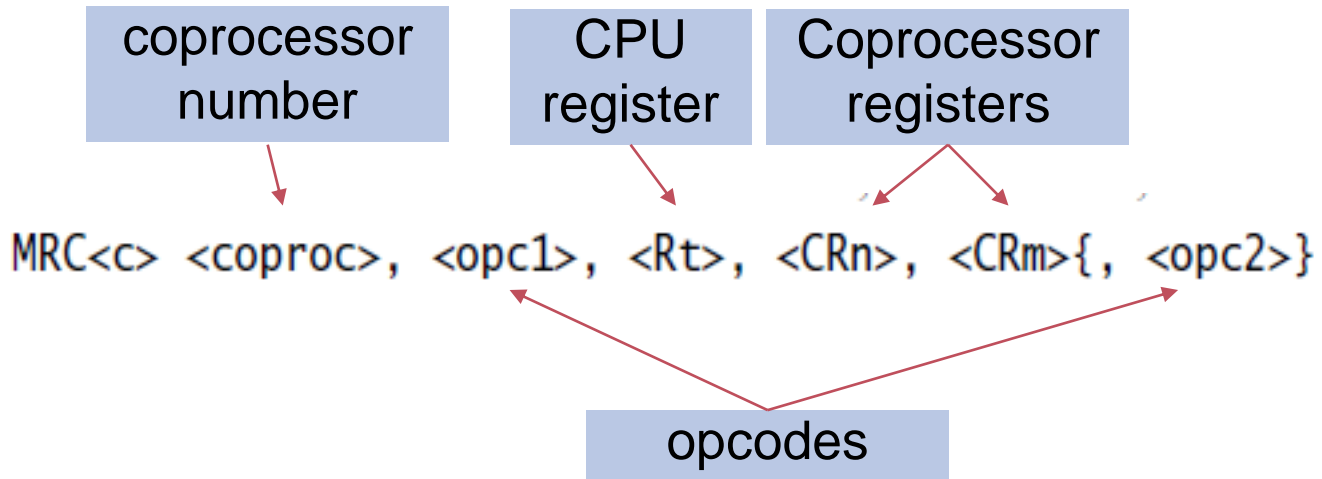 coprocessor
number
CPU
register
Coprocessor
registers
MRC<c> <coproc>, <opc1>, <Rt>, <CRn>, <CRm>{, <opc2>}
opcodes